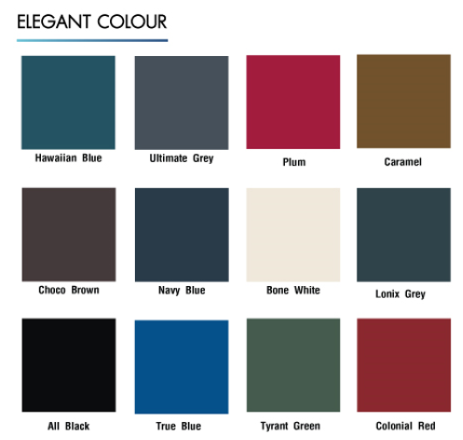 ELEGANT COLOUR
Hawaiian Blue
Ultimate Grey
Plum
Caramel
Choco Brown
Navy Blue
Bone White
Lonix Grey
All Black
True Blue
Tyrant Green
Colonial Red